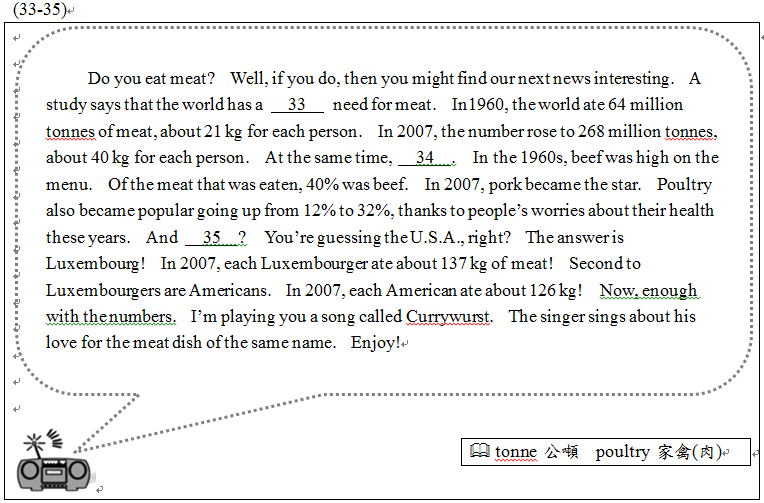 (33-35)
Do you eat meat? Well, if you do, then you might find our next news interesting. A
study says that the world has a 33 need for meat. In 1960, the world ate 64 million
tonnes of meat, about 21 kg for each person. In 2007, the number rose to 268 million tonnes,
about 40 kg for each person. At the same time, 34 . In the 1960s, beef was high on the
menu. Of the meat that was eaten, 40% was beef. In 2007, pork became the star. Poultry
also became popular going up from 12% to 32%, thanks to people’s worries about their health
these years. And 35 ? You’re guessing the U.S.A., right? The answer is
Luxembourg! In 2007, each Luxembourger ate about 137 kg of meat! Second to
Luxembourgers are Americans. In 2007, each American ate about 126 kg! Now, enough
with the numbers. I’m playing you a song called Currywurst. The singer sings about his
love for the meat dish of the same name. Enjoy!
tonne 公噸 poultry 家禽(肉)